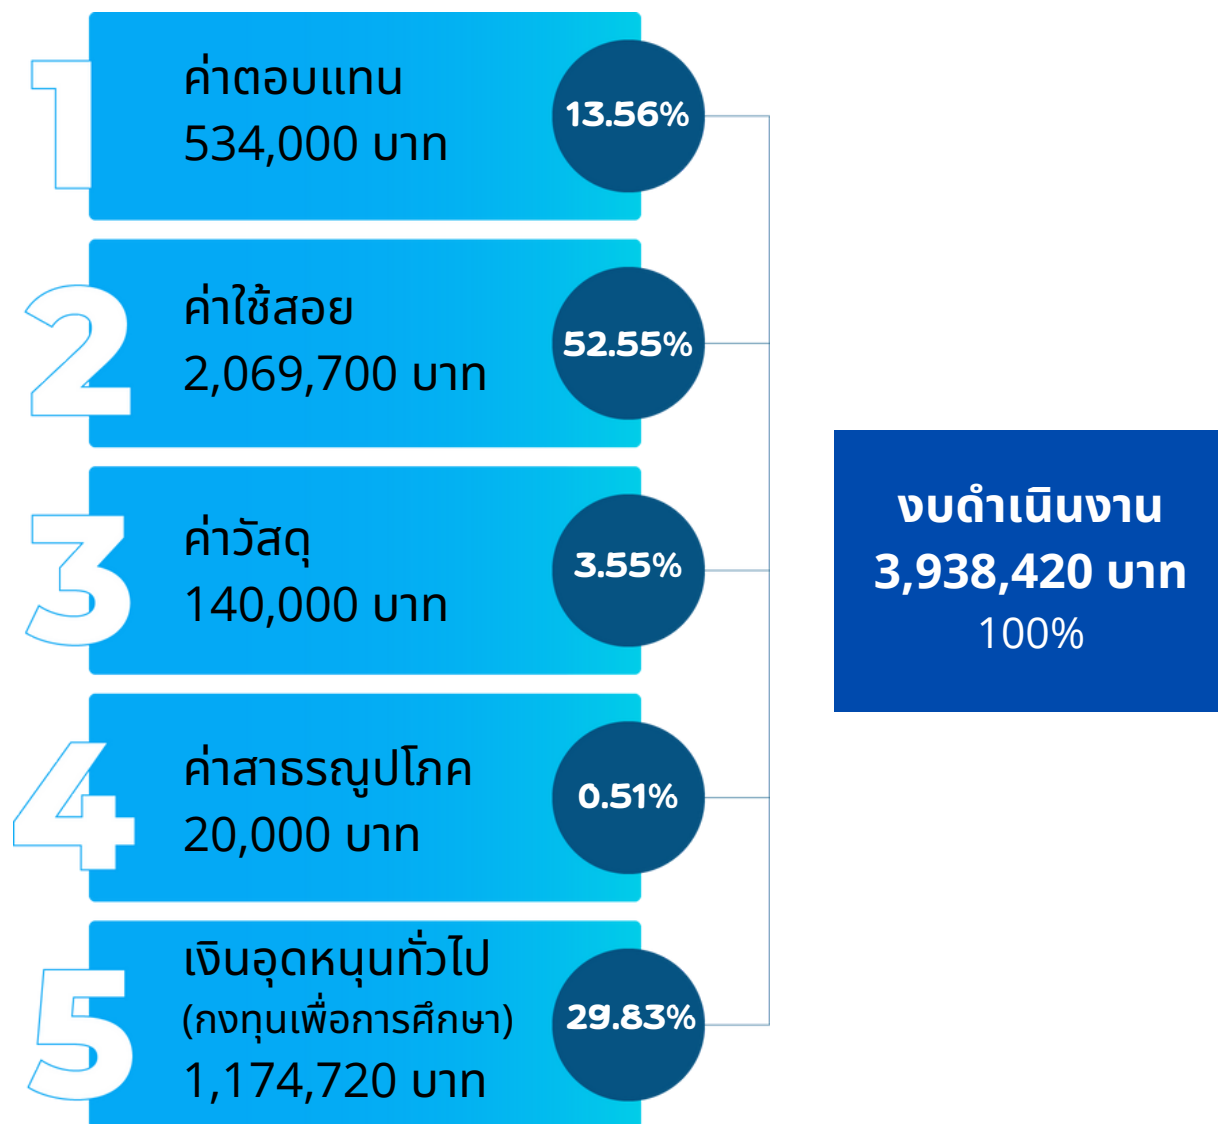 1
ค่าตอบแทน
534,000 บาท
13.56%
2
ค่าใช้สอย
2,069,700 บาท
52.55%
3
ค่าวัสดุ
140,000 บาท
3.55%
4
ค่าสาธรณูปโภค
20,000 บาท
0.51%
5
เงินอุดหนุนทั่วไป
(กงทุนเพื่อการศึกษา)
1,174,720 บาท
29.83%
งบดำเนินงาน
3,938,420 บาท
100%